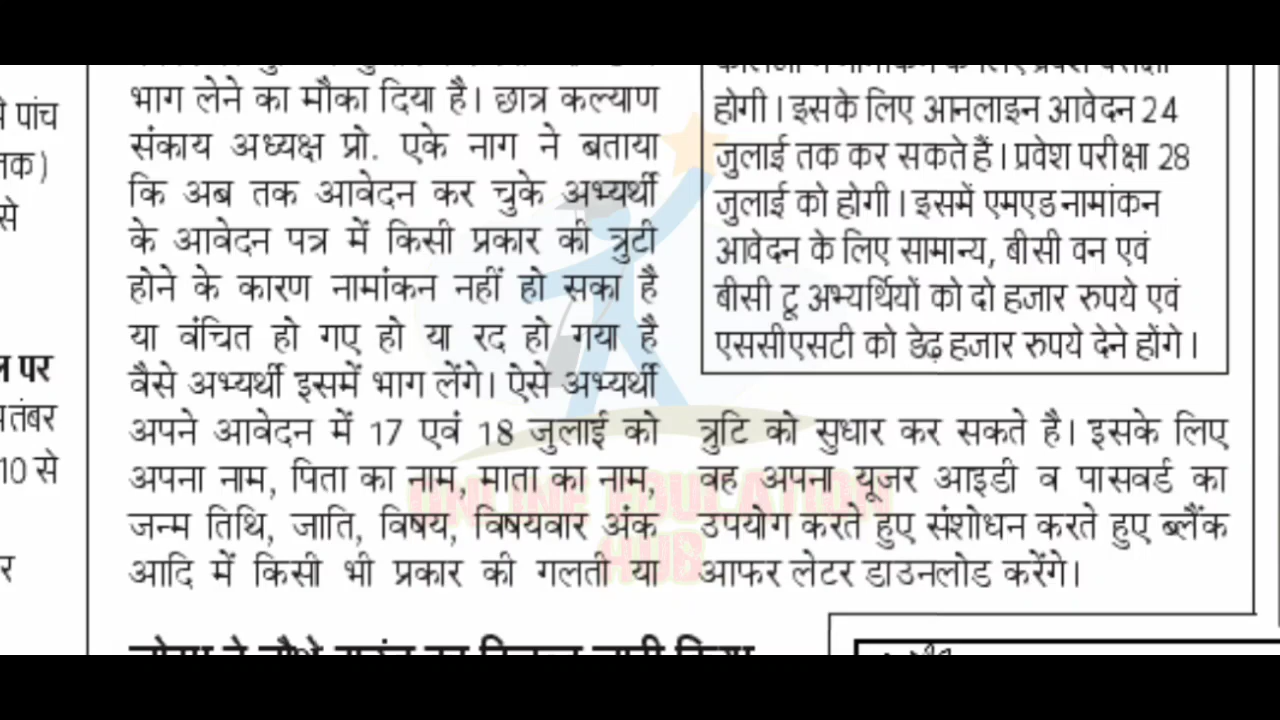 भाग लेने का मौका दिया है। छात्र कल्याण
संकाय अध्यक्ष प्रो. एके नाग ने बताया
कि अब तक आवेदन कर चुके अभ्यर्थी
के आवेदन पत्र में किसी प्रकार की त्रुटी
होने के कारण नामांकन नहीं हो सका है
या वंचित हो गए हो या रद हो गया है
वैसे अभ्यर्थी इसमें भाग लेंगे। ऐसे अभ्यर्थी
अपने आवेदन में 17 एवं 18 जुलाई को
अपना नाम, पिता का नाम, माता का नाम,
जन्म तिथि, जाति, विषय, विषयवार अंक
आदि में किसी भी प्रकार की गलती या
त्रुटि को सुधार कर सकते है। इसके लिए
वह अपना यूजर आइडी व पासवर्ड का
उपयोग करते हुए संशोधन करते हुए ब्लैंक
आफर लेटर डाउनलोड करेंगे।
होगी। इसके लिए आनलाइन आवेदन 24
जुलाई तक कर सकते हैं। प्रवेश परीक्षा 28
जुलाई को होगी। इसमें एमएड नामांकन
आवेदन के लिए सामान्य, बीसी वन एवं
बीसी टू अभ्यर्थियों को दो हजार रुपये एवं
एससीएसटी को डेढ़ हजार रुपये देने होंगे।
पांच
से
पर
10 से
ONLINE EDUCATION
HUB